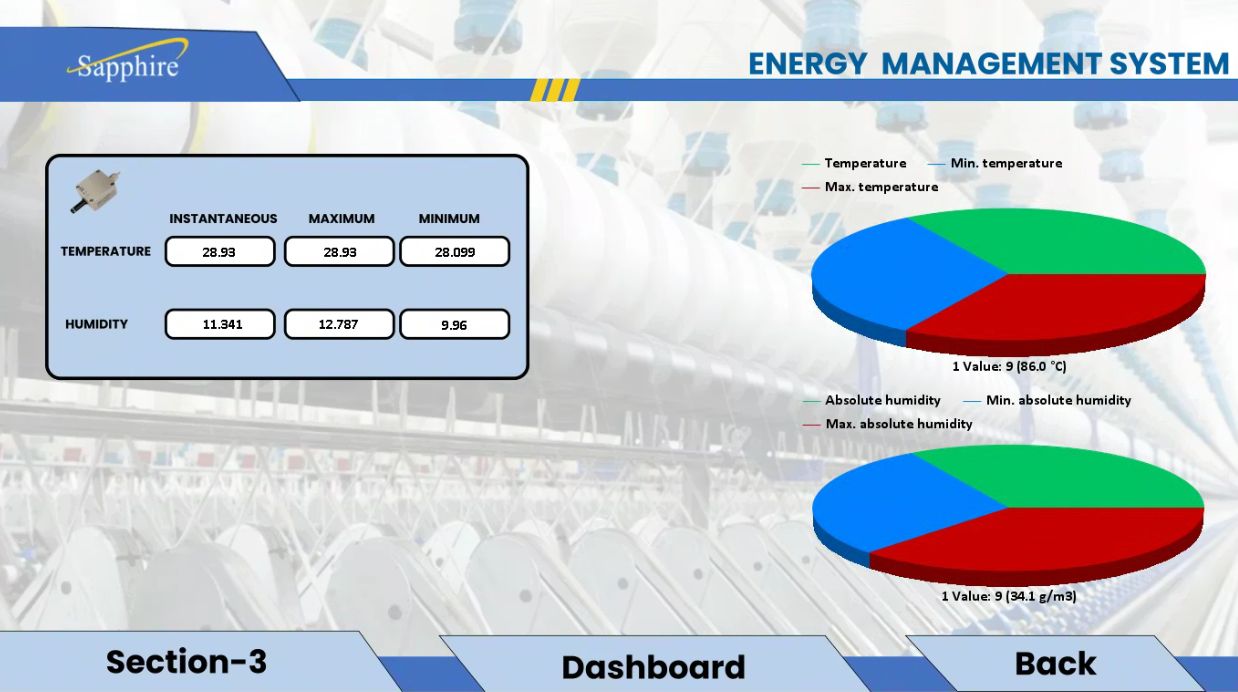 Sapphire
ENERGY MANAGEMENT SYSTEM
INSTANTANEOUS MAXIMUM MINIMUM
TEMPERATURE 28.93 28.93 28.099
HUMIDITY 11.341 12.787 9.96
Temperature Min. temperature
Max. temperature
1 Value: 9 (86.0 °C)
Absolute humidity Min. absolute humidity
Max. absolute humidity
1 Value: 9 (34.1 g/m3)
Section-3 Dashboard Back